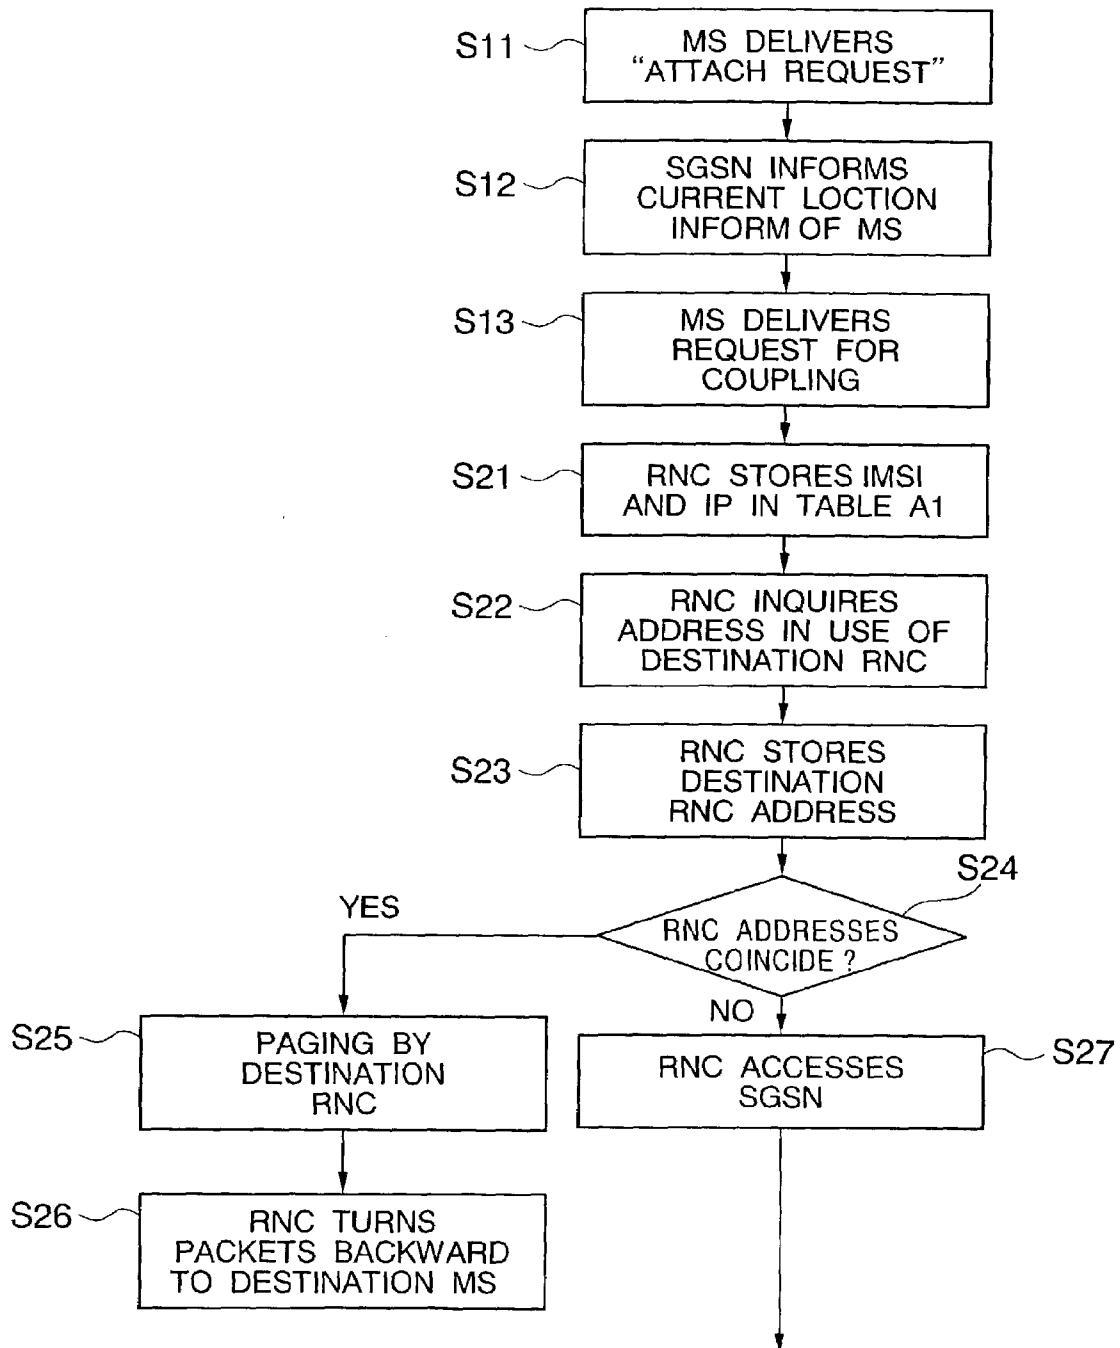 S11
MS DELIVERS
“ATTACH REQUEST”
S12
SGSN INFORMS
CURRENT LOCTION
INFORM OF MS
S13
MS DELIVERS
REQUEST FOR
COUPLING
S21
RNC STORES IMSI
AND IP IN TABLE A1
S22
RNC INQUIRES
ADDRESS IN USE OF
DESTINATION RNC
S23
RNC STORES
DESTINATION
RNC ADDRESS
S24
RNC ADDRESSES
COINCIDE ?
YES
NO
S25
PAGING BY
DESTINATION
RNC
S27
RNC ACCESSES
SGSN
S26
RNC TURNS
PACKETS BACKWARD
TO DESTINATION MS